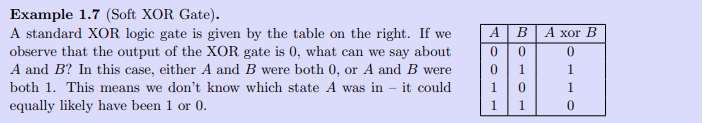 Example 1.7 (Soft XOR Gate).
A standard XOR logic gate is given by the table on the right. If we
observe that the output of the XOR gate is 0, what can we say about
A and B? In this case, either A and B were both 0, or A and B were
both 1. This means we don't know which state A was in – it could
equally likely have been 1 or 0.
A B A xor B
0 0 0
0 1 1
1 0 1
1 1 0